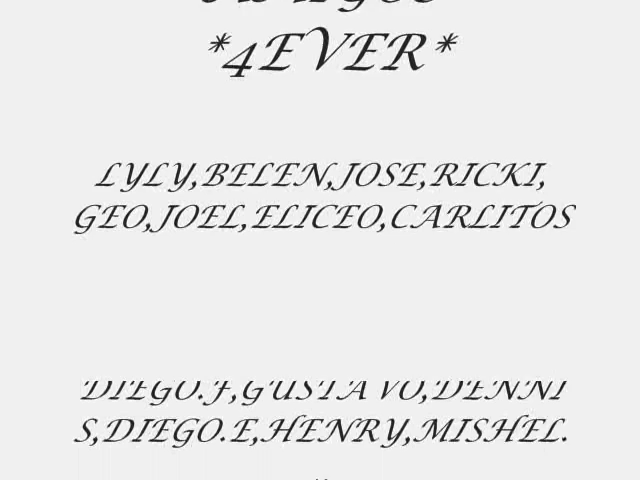 *4EVER*
LYLY,BELEN,JOSE,RICKI,
GEO,JOEL,ELICEO,CARLITOS
DIEGO.F,GUSTAVO,DENNI
S,DIEGO.E,HENRY,MISHEL.